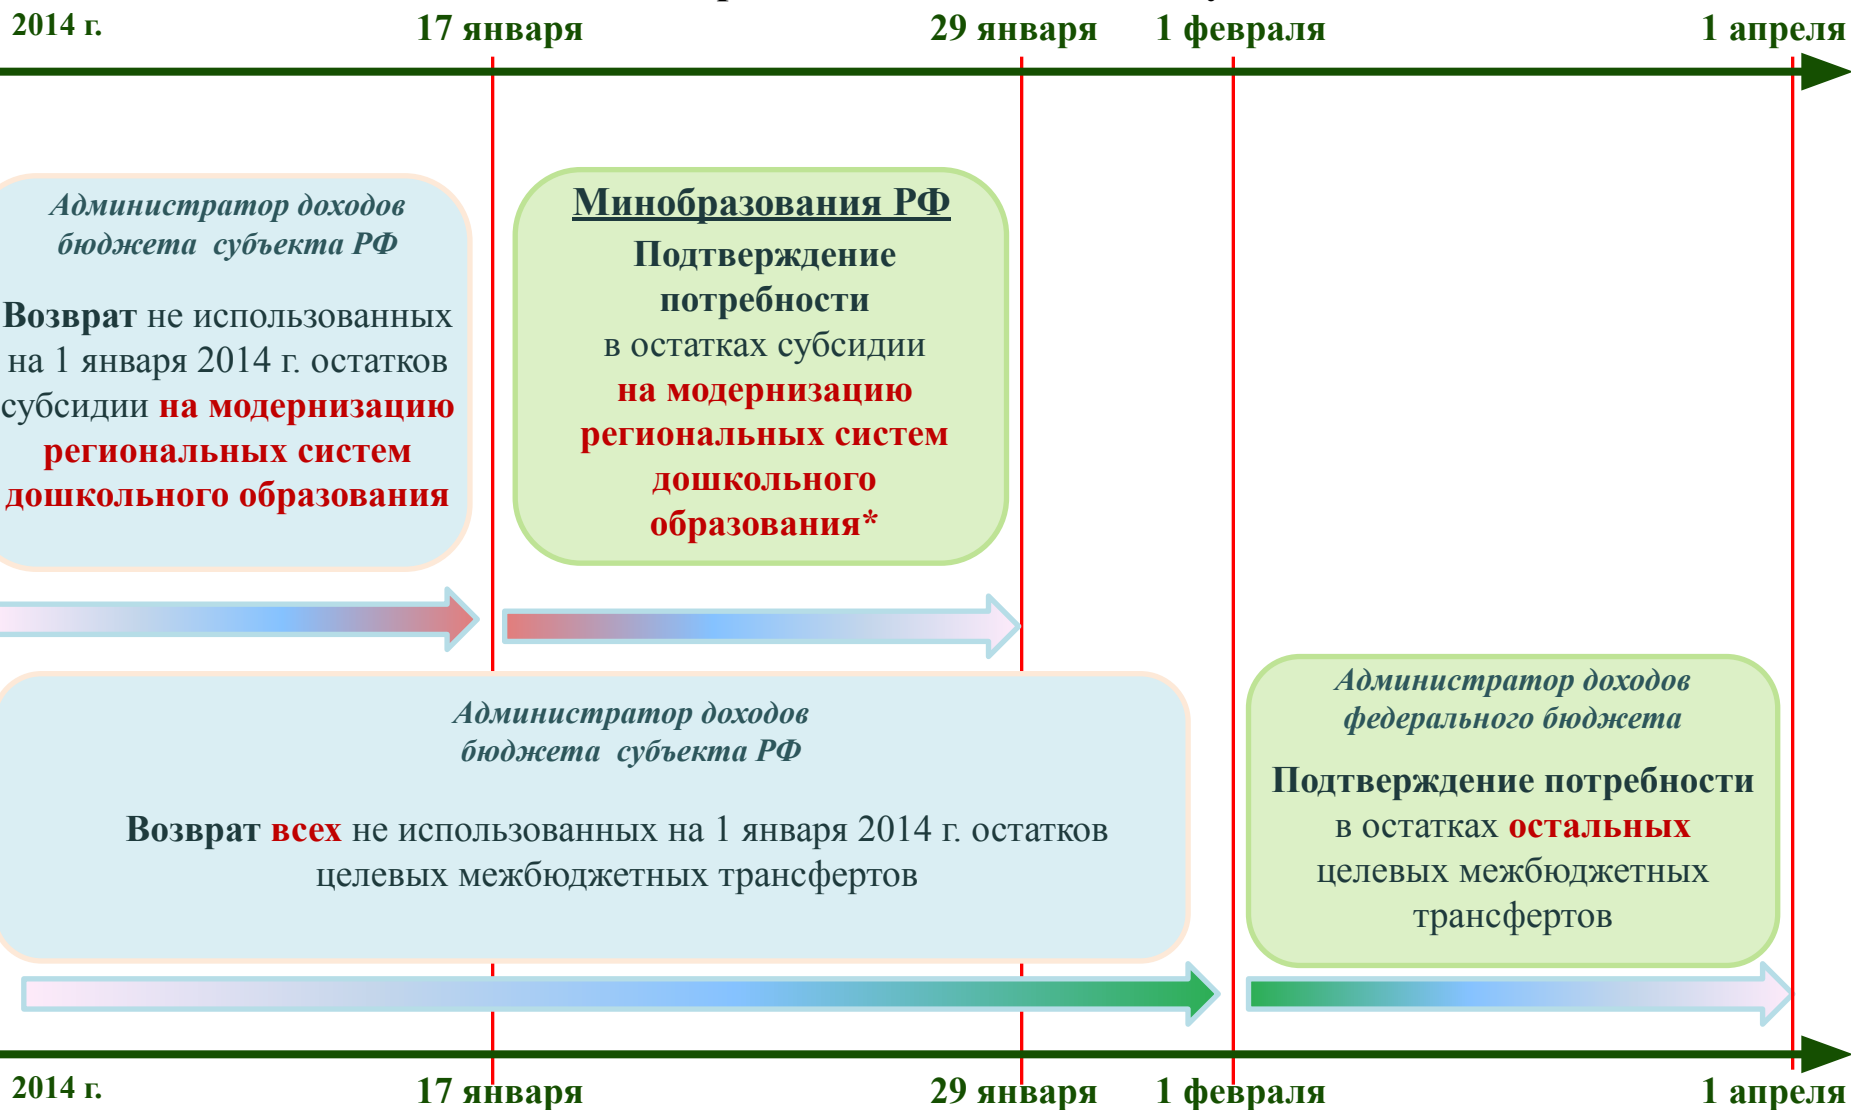 2014 г.
17 января
29 января
1 февраля
1 апреля
Администратор доходов
бюджета субъекта РФ
Возврат не использованных
на 1 января 2014 г. остатков
субсидии на модернизацию
региональных систем
дошкольного образования
Минобразования РФ
Подтверждение
потребности
в остатках субсидии
на модернизацию
региональных систем
дошкольного
образования*
Администратор доходов
бюджета субъекта РФ
Возврат всех не использованных на 1 января 2014 г. остатков
целевых межбюджетных трансфертов
Администратор доходов
федерального бюджета
Подтверждение потребности
в остатках остальных
целевых межбюджетных
трансфертов
2014 г.
17 января
29 января
1 февраля
1 апреля